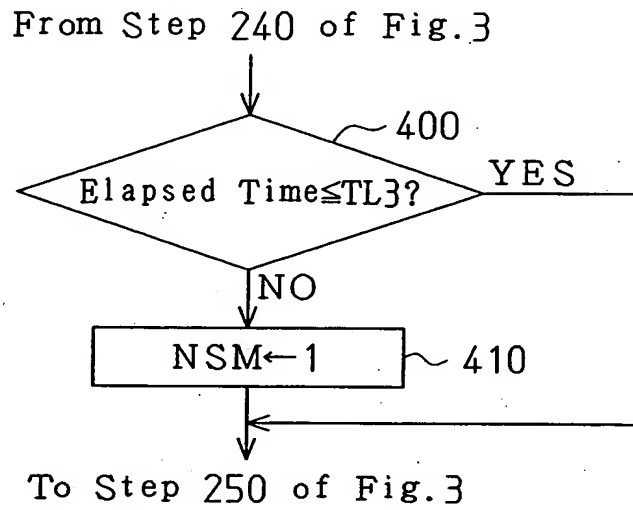 From Step 240 of Fig.3
400
Elapsed Time≦TL3?
YES
NO
NSM←1
410
To Step 250 of Fig.3